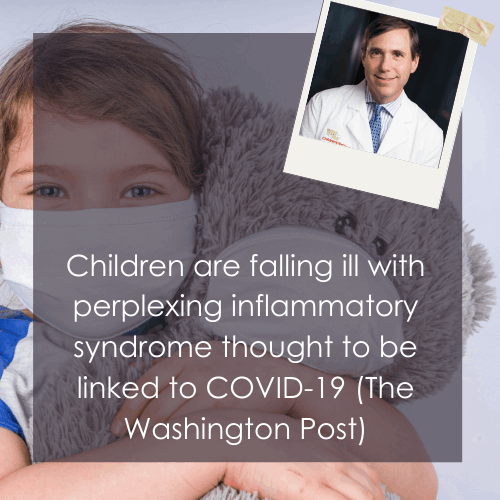 Children are falling ill with
perplexing inflammatory
syndrome thought to be
linked to COVID-19 (The
Washington Post)